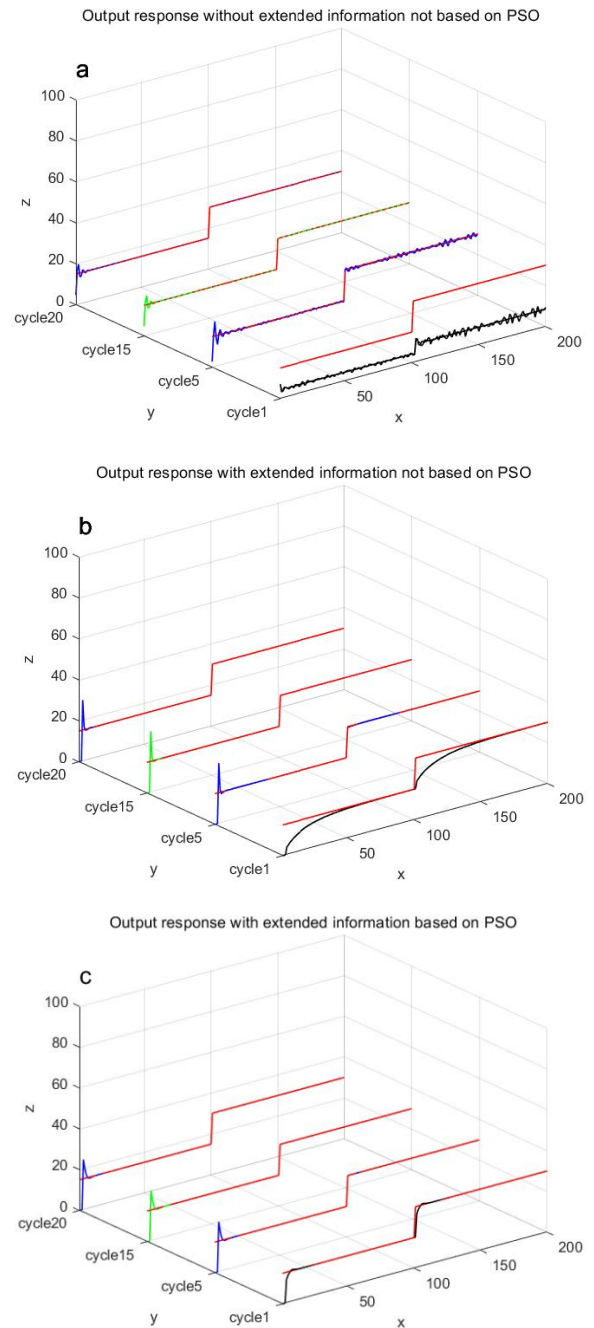 Output response without extended information not based on PSO
a
100
80
60
40
20
0
z
cycle20
cycle15
cycle5
cycle1
y
50
100
150
200
x
Output response with extended information not based on PSO
b
100
80
60
40
20
0
z
cycle20
cycle15
cycle5
cycle1
y
50
100
150
200
x
Output response with extended information based on PSO
c
100
80
60
40
20
0
z
cycle20
cycle15
cycle5
cycle1
y
50
100
150
200
x